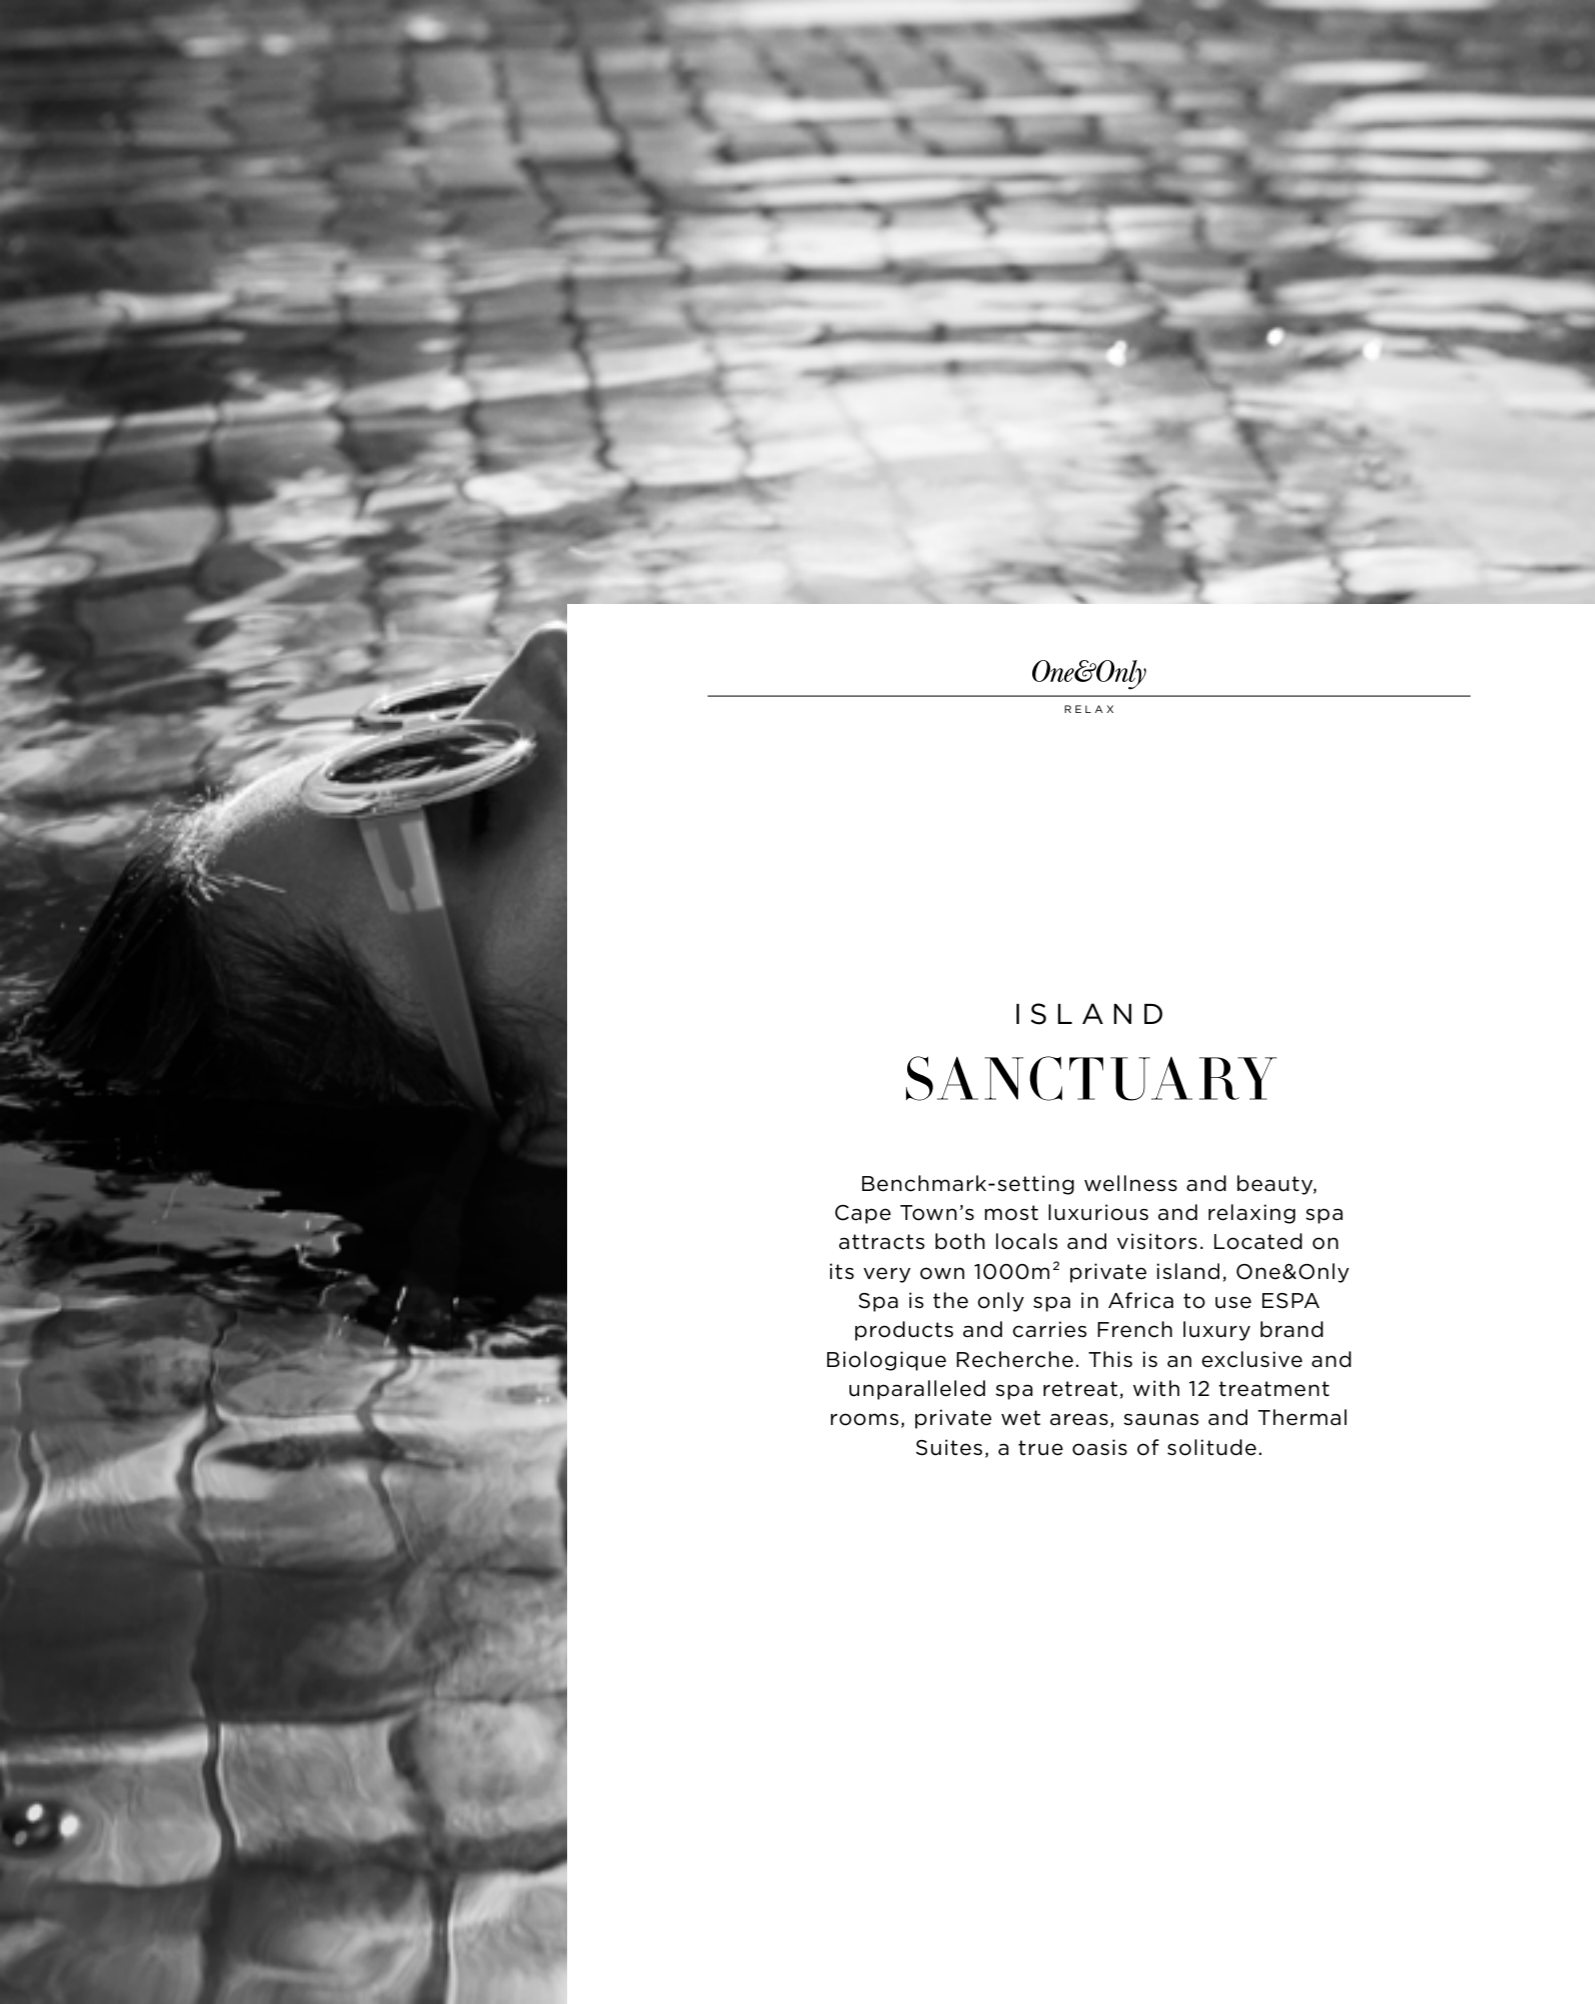 One&Only
RELAX
ISLAND
SANCTUARY
Benchmark-setting wellness and beauty,
Cape Town’s most luxurious and relaxing spa
attracts both locals and visitors. Located on
its very own 1000m² private island, One&Only
Spa is the only spa in Africa to use ESPA
products and carries French luxury brand
Biologique Recherche. This is an exclusive and
unparalleled spa retreat, with 12 treatment
rooms, private wet areas, saunas and Thermal
Suites, a true oasis of solitude.